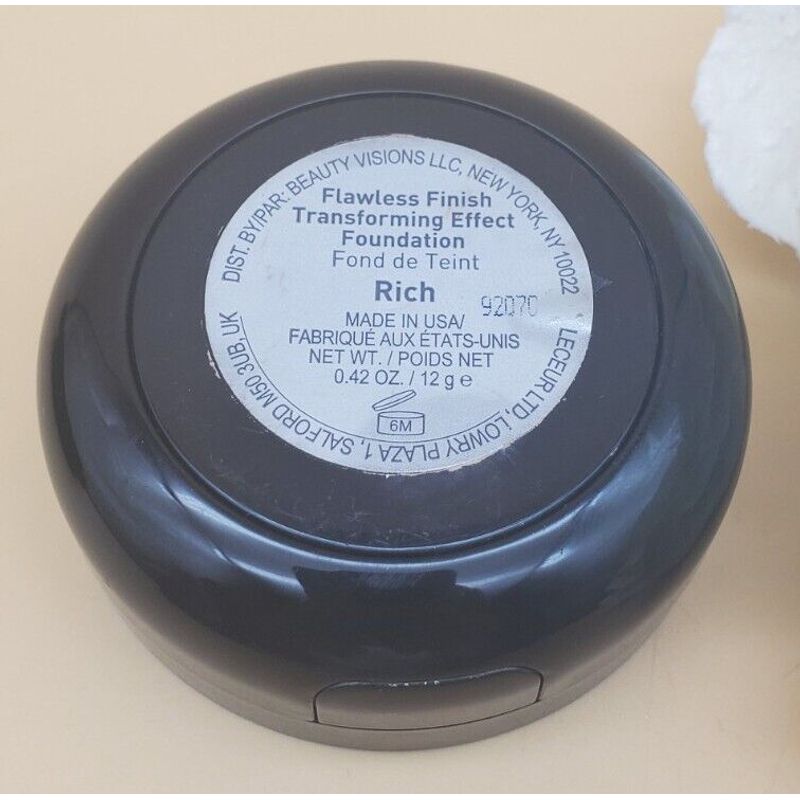 DIST. BY/PAR: BEAUTY VISIONS LLC, NEW YORK, NY 10022
LECEUR LTD, LOWRY PLAZA 1, SALFORD M50 3UB, UK
Flawless Finish
Transforming Effect
Foundation
Fond de Teint
Rich
92070
MADE IN USA/
FABRIQUÉ AUX ÉTATS-UNIS
NET WT. / POIDS NET
0.42 OZ. / 12 g e
6M